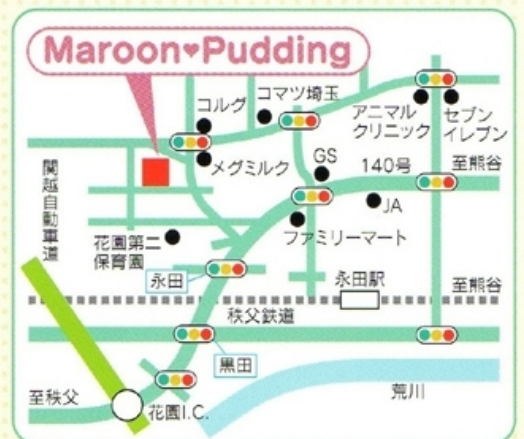 Maroon♥Pudding
コルグ
コマツ埼玉
アニマル
クリニック
セブン
イレブン
メグミルク
GS
140号
至熊谷
関越自動車道
JA
ファミリーマート
花園第二
保育園
永田
永田駅
至熊谷
秩父鉄道
黒田
至秩父
花園I.C.
荒川